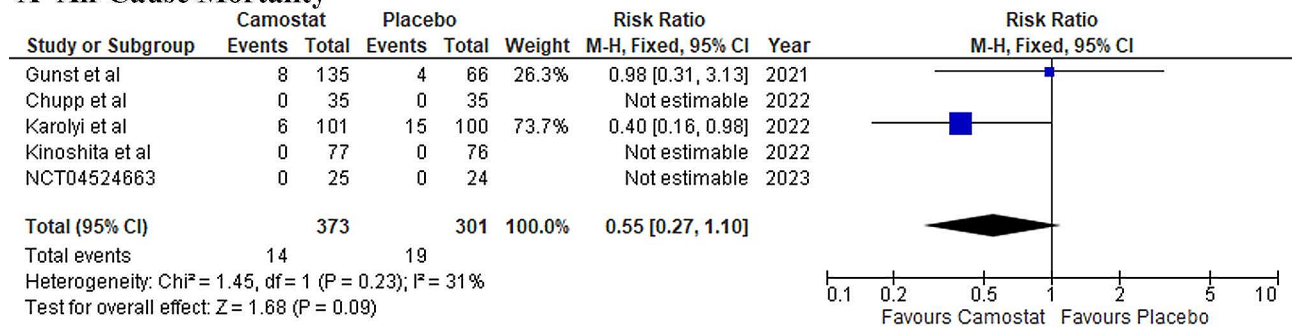 A All-Cause Mortality
Camostat Placebo Risk Ratio Risk Ratio
Study or Subgroup Events Total Events Total Weight M-H, Fixed, 95% CI Year M-H, Fixed, 95% CI
Gunst et al 8 135 4 66 26.3% 0.98 [0.31, 3.13] 2021
Chupp et al 0 35 0 35 Not estimable 2022
Karolyi et al 6 101 15 100 73.7% 0.40 [0.16, 0.98] 2022
Kinoshita et al 0 77 0 76 Not estimable 2022
NCT04524663 0 25 0 24 Not estimable 2023
Total (95% CI) 373 301 100.0% 0.55 [0.27, 1.10]
Total events 14 19
Heterogeneity: Chi² = 1.45, df = 1 (P = 0.23); I² = 31%
Test for overall effect: Z = 1.68 (P = 0.09)
0.1 0.2 0.5 1 2 5 10
Favours Camostat Favours Placebo